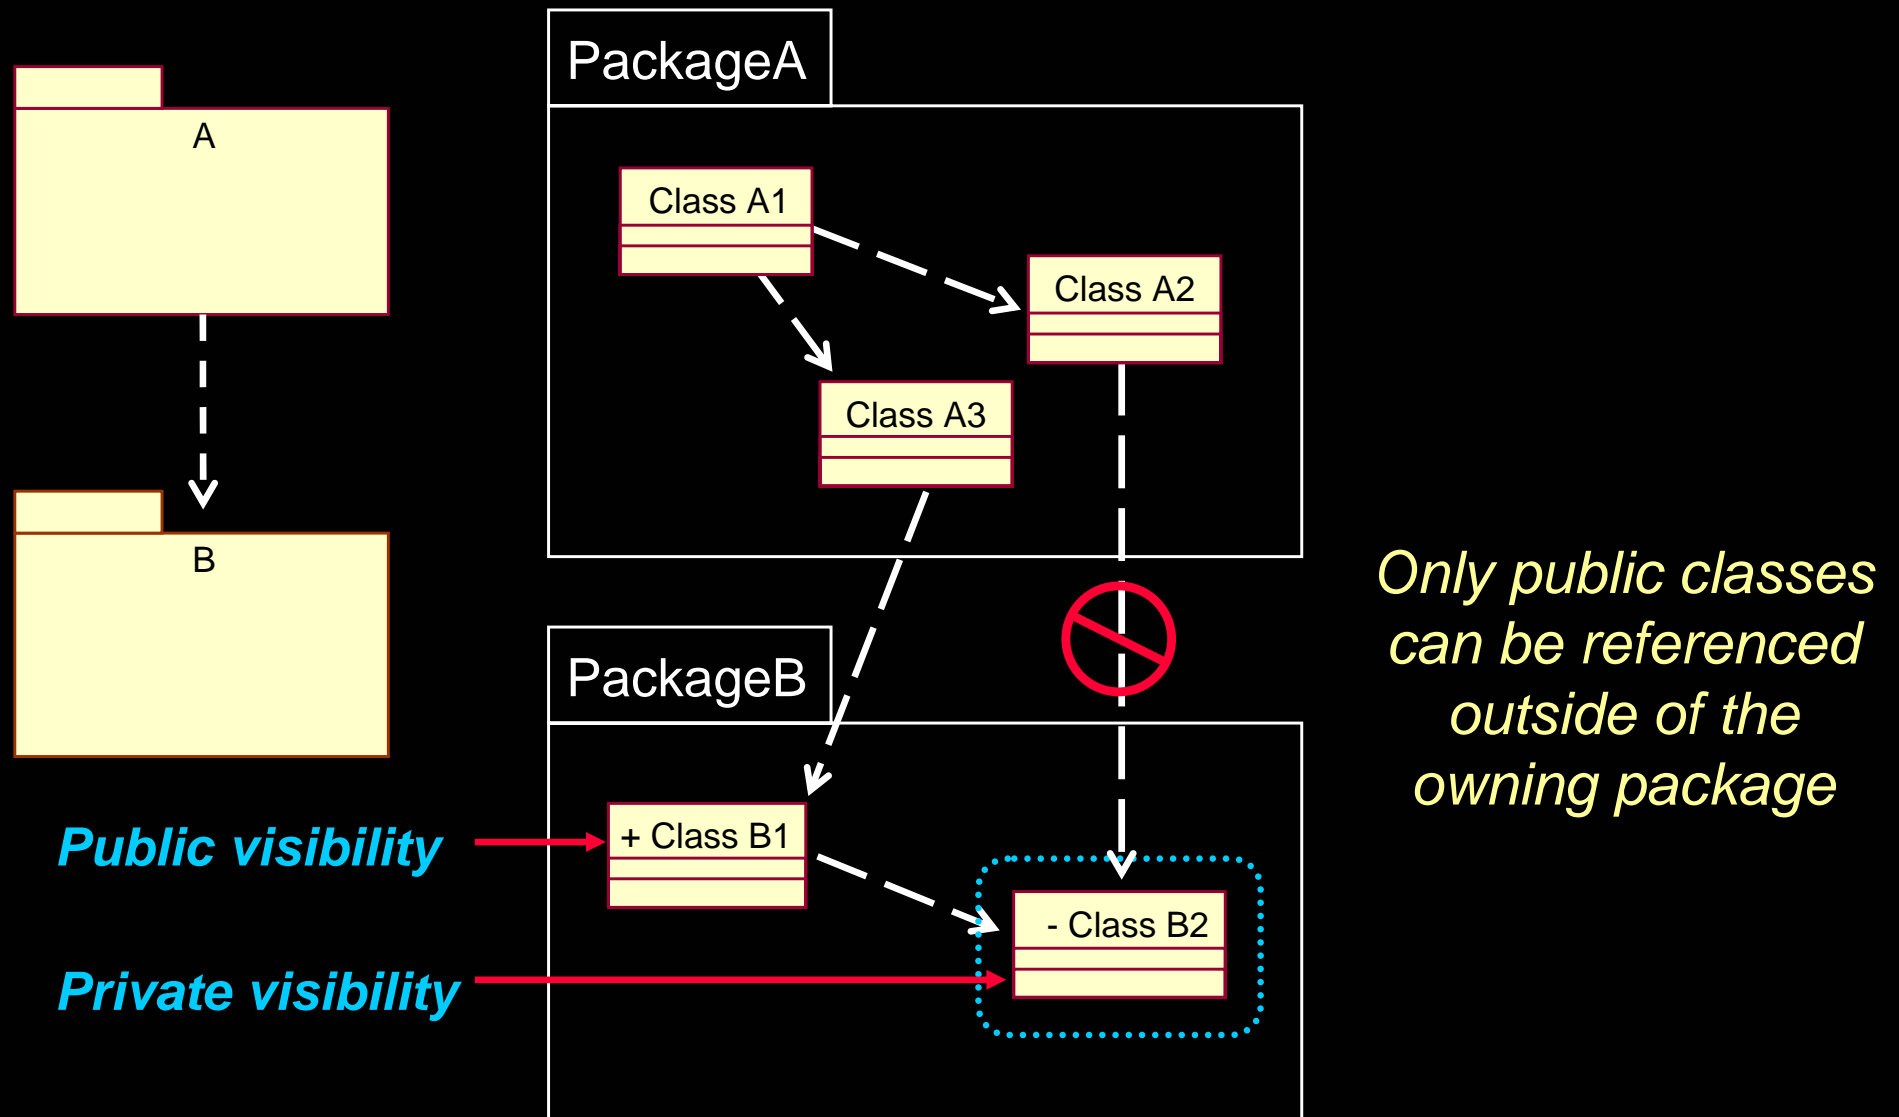 PackageA
A
Class A1
Class A2
Class A3
B
Only public classes
can be referenced
outside of the
owning package
PackageB
Public visibility
+ Class B1
- Class B2
Private visibility